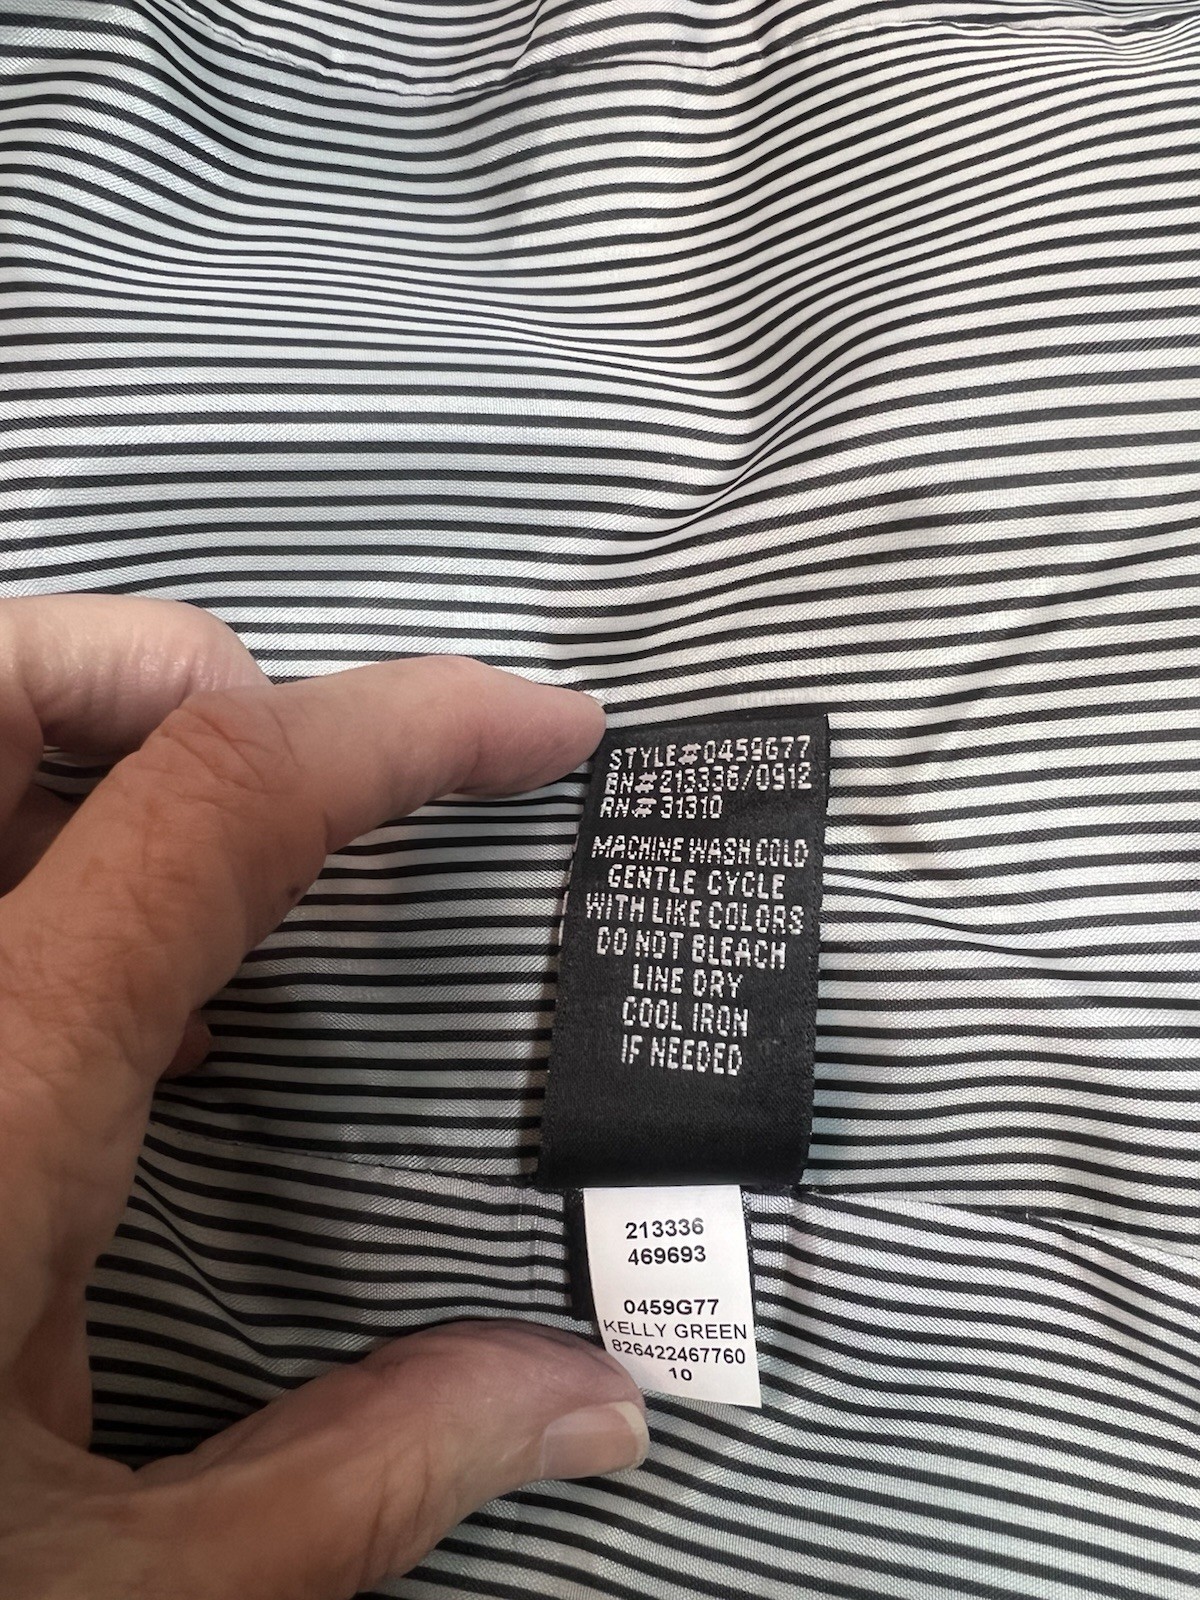 STYLE#0459G77
BN#213336/0912
RN# 31310
MACHINE WASH COLD
GENTLE CYCLE
WITH LIKE COLORS
DO NOT BLEACH
LINE DRY
COOL IRON
IF NEEDED
213336
469693
0459G77
KELLY GREEN
826422467760
10